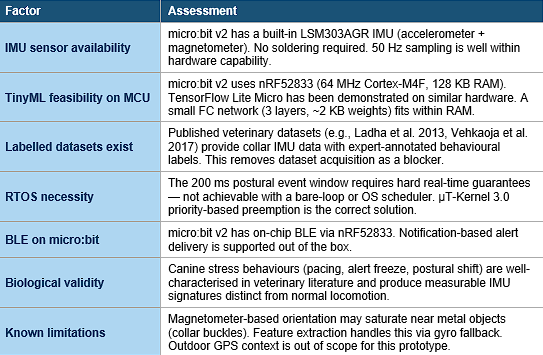 Factor Assessment
IMU sensor availability
micro:bit v2 has a built-in LSM303AGR IMU (accelerometer +
magnetometer). No soldering required. 50 Hz sampling is well within
hardware capability.
TinyML feasibility on MCU
micro:bit v2 uses nRF52833 (64 MHz Cortex-M4F, 128 KB RAM).
TensorFlow Lite Micro has been demonstrated on similar hardware. A
small FC network (3 layers, ~2 KB weights) fits within RAM.
Labelled datasets exist
Published veterinary datasets (e.g., Ladha et al. 2013, Vehkaoja et al.
2017) provide collar IMU data with expert-annotated behavioural
labels. This removes dataset acquisition as a blocker.
RTOS necessity
The 200 ms postural event window requires hard real-time guarantees
— not achievable with a bare-loop or OS scheduler. µT-Kernel 3.0
priority-based preemption is the correct solution.
BLE on micro:bit
micro:bit v2 has on-chip BLE via nRF52833. Notification-based alert
delivery is supported out of the box.
Biological validity
Canine stress behaviours (pacing, alert freeze, postural shift) are well-
characterised in veterinary literature and produce measurable IMU
signatures distinct from normal locomotion.
Known limitations
Magnetometer-based orientation may saturate near metal objects
(collar buckles). Feature extraction handles this via gyro fallback.
Outdoor GPS context is out of scope for this prototype.